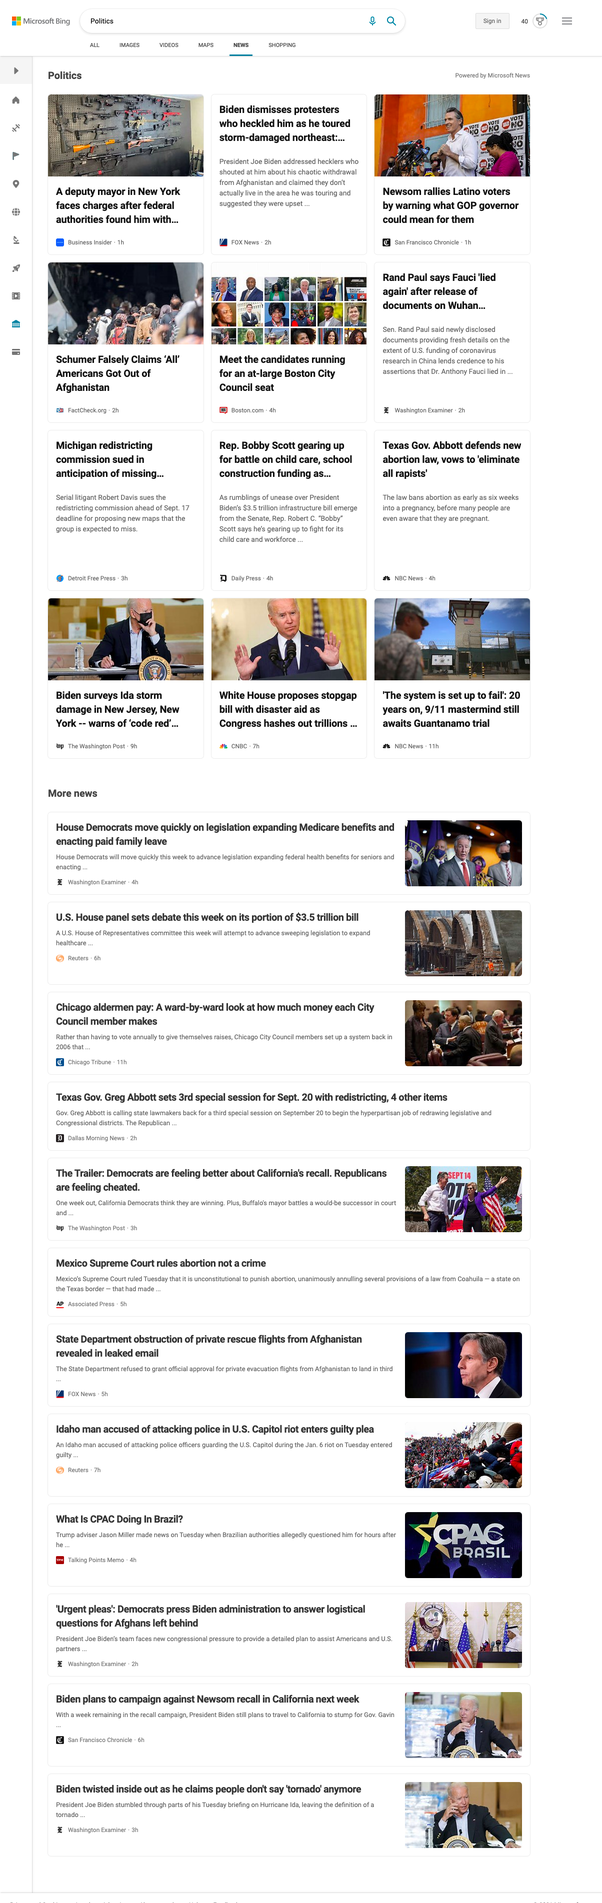 Microsoft Bing
Politics
Sign in
40
ALL
IMAGES
VIDEOS
MAPS
NEWS
SHOPPING
Politics
Powered by Microsoft News
A deputy mayor in New York
faces charges after federal
authorities found him with...
Business Insider · 1h
Biden dismisses protesters
who heckled him as he toured
storm-damaged northeast:...
President Joe Biden addressed hecklers who
shouted at him about his chaotic withdrawal
from Afghanistan and claimed they don't
actually live in the area he was touring and
suggested they were upset ...
FOX News · 2h
Newsom rallies Latino voters
by warning what GOP governor
could mean for them
San Francisco Chronicle · 1h
Schumer Falsely Claims 'All'
Americans Got Out of
Afghanistan
FactCheck.org · 2h
Meet the candidates running
for an at-large Boston City
Council seat
Boston.com · 4h
Rand Paul says Fauci 'lied
again' after release of
documents on Wuhan...
Sen. Rand Paul said newly disclosed
documents providing fresh details on the
extent of U.S. funding of coronavirus
research in China lends credence to his
assertions that Dr. Anthony Fauci lied in ...
Washington Examiner · 2h
Michigan redistricting
commission sued in
anticipation of missing...
Serial litigant Robert Davis sues the
redistricting commission ahead of Sept. 17
deadline for proposing new maps that the
group is expected to miss.
Detroit Free Press · 3h
Rep. Bobby Scott gearing up
for battle on child care, school
construction funding as...
As rumblings of unease over President
Biden's $3.5 trillion infrastructure bill emerge
from the Senate, Rep. Robert C. "Bobby"
Scott says he's gearing up to fight for its
child care and workforce ...
Daily Press · 4h
Texas Gov. Abbott defends new
abortion law, vows to 'eliminate
all rapists'
The law bans abortion as early as six weeks
into a pregnancy, before many people are
even aware that they are pregnant.
NBC News · 4h
Biden surveys Ida storm
damage in New Jersey, New
York -- warns of 'code red'...
The Washington Post · 9h
White House proposes stopgap
bill with disaster aid as
Congress hashes out trillions ...
CNBC · 7h
'The system is set up to fail': 20
years on, 9/11 mastermind still
awaits Guantanamo trial
NBC News · 11h
More news
House Democrats move quickly on legislation expanding Medicare benefits and
enacting paid family leave
House Democrats will move quickly this week to advance legislation expanding federal health benefits for seniors and
enacting ...
Washington Examiner · 4h
U.S. House panel sets debate this week on its portion of $3.5 trillion bill
A U.S. House of Representatives committee this week will attempt to advance sweeping legislation to expand
healthcare ...
Reuters · 6h
Chicago aldermen pay: A ward-by-ward look at how much money each City
Council member makes
Rather than having to vote annually to give themselves raises, Chicago City Council members set up a system back in
2006 that ...
Chicago Tribune · 11h
Texas Gov. Greg Abbott sets 3rd special session for Sept. 20 with redistricting, 4 other items
Gov. Greg Abbott is calling state lawmakers back for a third special session on September 20 to begin the hyperpartisan job of redrawing legislative and
Congressional districts. The Republican ...
Dallas Morning News · 2h
The Trailer: Democrats are feeling better about California's recall. Republicans
are feeling cheated.
One week out, California Democrats think they are winning. Plus, Buffalo's mayor battles a would-be successor in court
and ...
The Washington Post · 3h
SEPT 14
Mexico Supreme Court rules abortion not a crime
Mexico's Supreme Court ruled Tuesday that it is unconstitutional to punish abortion, unanimously annulling several provisions of a law from Coahuila — a state on
the Texas border — that had made ...
AP
Associated Press · 5h
State Department obstruction of private rescue flights from Afghanistan
revealed in leaked email
The State Department refused to grant official approval for private evacuation flights from Afghanistan to land in third
...
FOX News · 5h
Idaho man accused of attacking police in U.S. Capitol riot enters guilty plea
An Idaho man accused of attacking police officers guarding the U.S. Capitol during the Jan. 6 riot on Tuesday entered
guilty ...
Reuters · 7h
What Is CPAC Doing In Brazil?
Trump adviser Jason Miller made news on Tuesday when Brazilian authorities allegedly questioned him for hours after
he ...
Talking Points Memo · 4h
CPAC
BRASIL
'Urgent pleas': Democrats press Biden administration to answer logistical
questions for Afghans left behind
President Joe Biden's team faces new congressional pressure to provide a detailed plan to assist Americans and U.S.
partners ...
Washington Examiner · 2h
Biden plans to campaign against Newsom recall in California next week
With a week remaining in the recall campaign, President Biden still plans to travel to California to stump for Gov. Gavin
...
San Francisco Chronicle · 6h
Biden twisted inside out as he claims people don't say 'tornado' anymore
President Joe Biden stumbled through parts of his Tuesday briefing on Hurricane Ida, leaving the definition of a
tornado ...
Washington Examiner · 3h